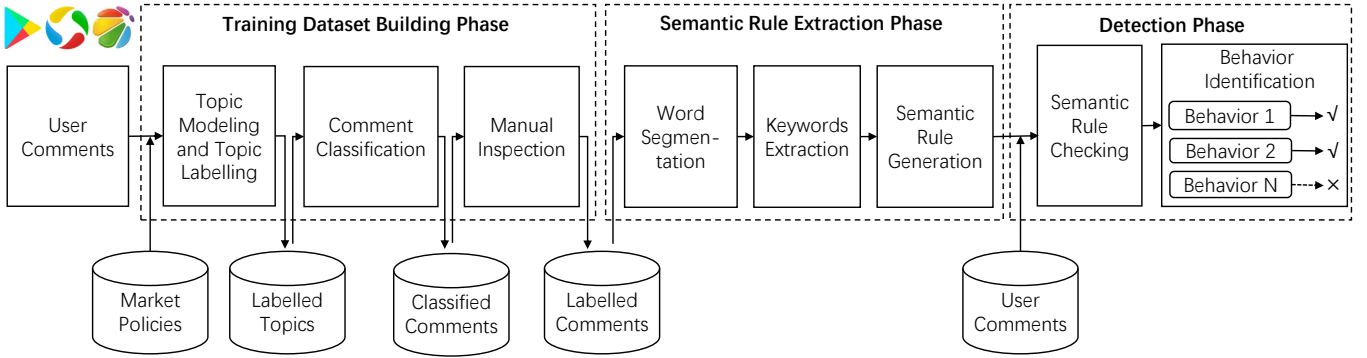 Training Dataset Building Phase
Semantic Rule Extraction Phase
Detection Phase
User
Comments
Topic
Modeling
and Topic
Labelling
Comment
Classification
Manual
Inspection
Word
Segmen-
tation
Keywords
Extraction
Semantic
Rule
Generation
Semantic
Rule
Checking
Behavior
Identification
Behavior 1
√
Behavior 2
√
Behavior N
×
Market
Policies
Labelled
Topics
Classified
Comments
Labelled
Comments
User
Comments